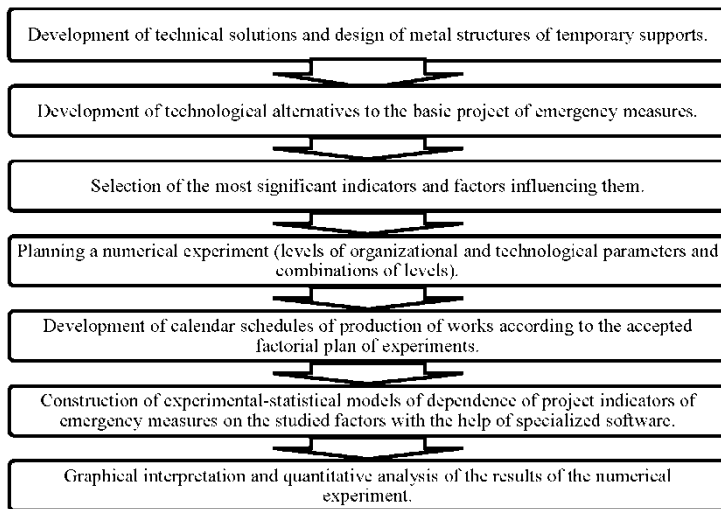 Development of technical solutions and design of metal structures of temporary supports.
Development of technological alternatives to the basic project of emergency measures.
Selection of the most significant indicators and factors influencing them.
Planning a numerical experiment (levels of organizational and technological parameters and
combinations of levels).
Development of calendar schedules of production of works according to the accepted
factorial plan of experiments.
Construction of experimental-statistical models of dependence of project indicators of
emergency measures on the studied factors with the help of specialized software.
Graphical interpretation and quantitative analysis of the results of the numerical
experiment.